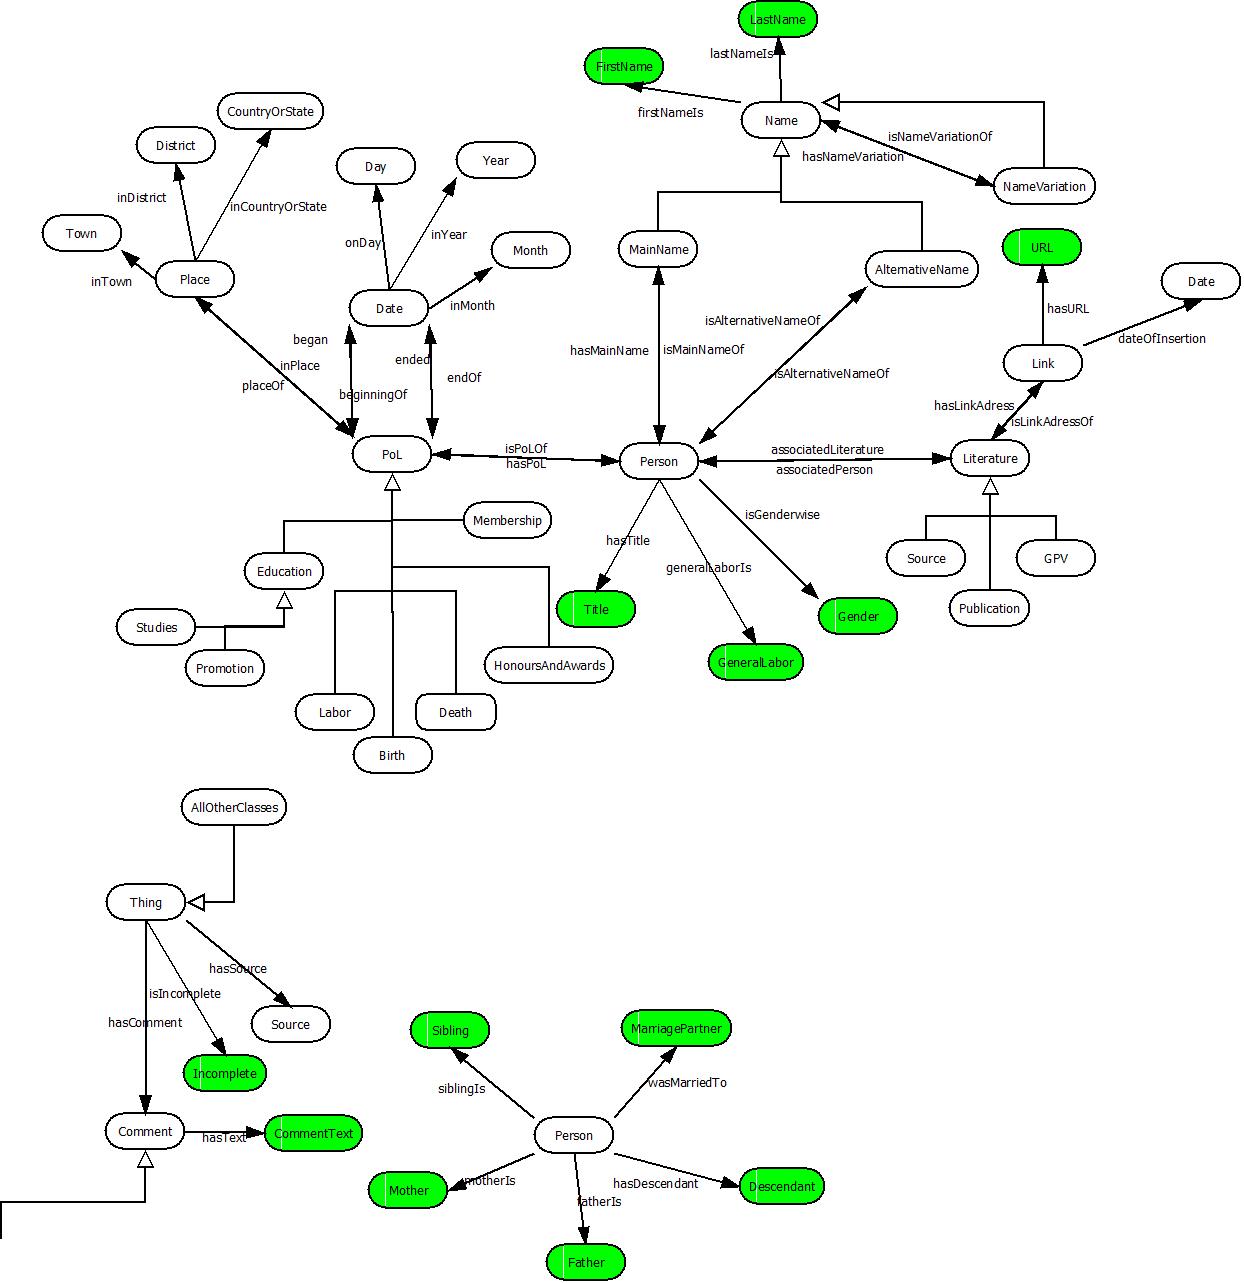 LastName
lastNameIs
FirstName
firstNameIs
Name
isNameVariationOf
hasNameVariation
NameVariation
CountryOrState
District
inDistrict
inCountryOrState
Town
inTown
Place
Day
Year
onDay
inYear
Month
inMonth
Date
began
ended
inPlace
placeOf
beginningOf
endOf
MainName
AlternativeName
hasMainName
isMainNameOf
isAlternativeNameOf
isAlternativeNameOf
URL
hasURL
Date
dateOfInsertion
Link
hasLinkAdress
isLinkAdressOf
PoL
isPoLOf
hasPoL
Person
associatedLiterature
associatedPerson
Literature
Membership
Education
Studies
Promotion
HonoursAndAwards
Labor
Death
Birth
hasTitle
isGenderwise
generalLaborIs
Title
Gender
GeneralLabor
Source
GPV
Publication
AllOtherClasses
Thing
hasSource
isIncomplete
hasComment
Source
Incomplete
Comment
hasText
CommentText
Sibling
MarriagePartner
siblingIs
wasMarriedTo
Person
motherIs
hasDescendant
Mother
fatherIs
Descendant
Father